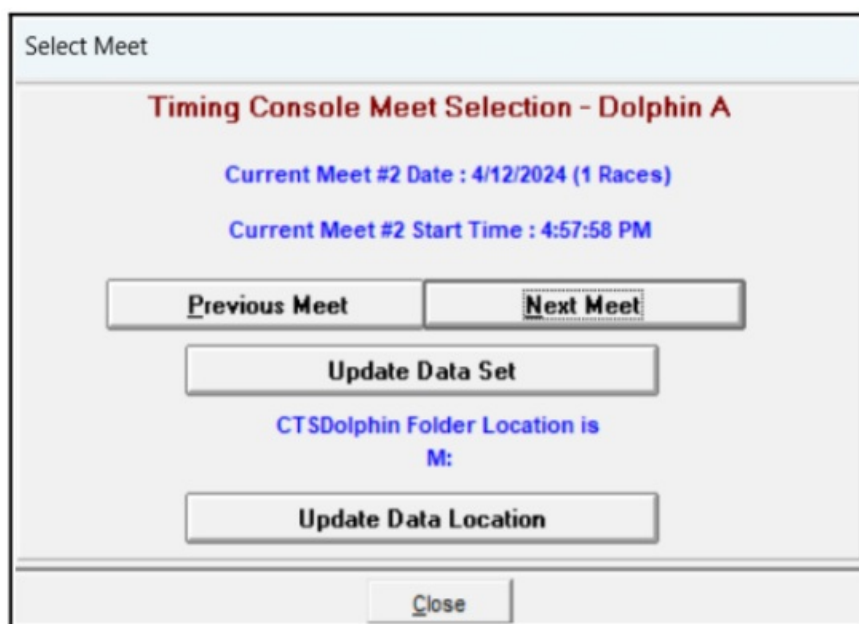 Select Meet
Timing Console Meet Selection - Dolphin A
Current Meet #2 Date : 4/12/2024 (1 Races)
Current Meet #2 Start Time : 4:57:58 PM
Previous Meet Next Meet
Update Data Set
CTSDolphin Folder Location is
M:
Update Data Location
Close